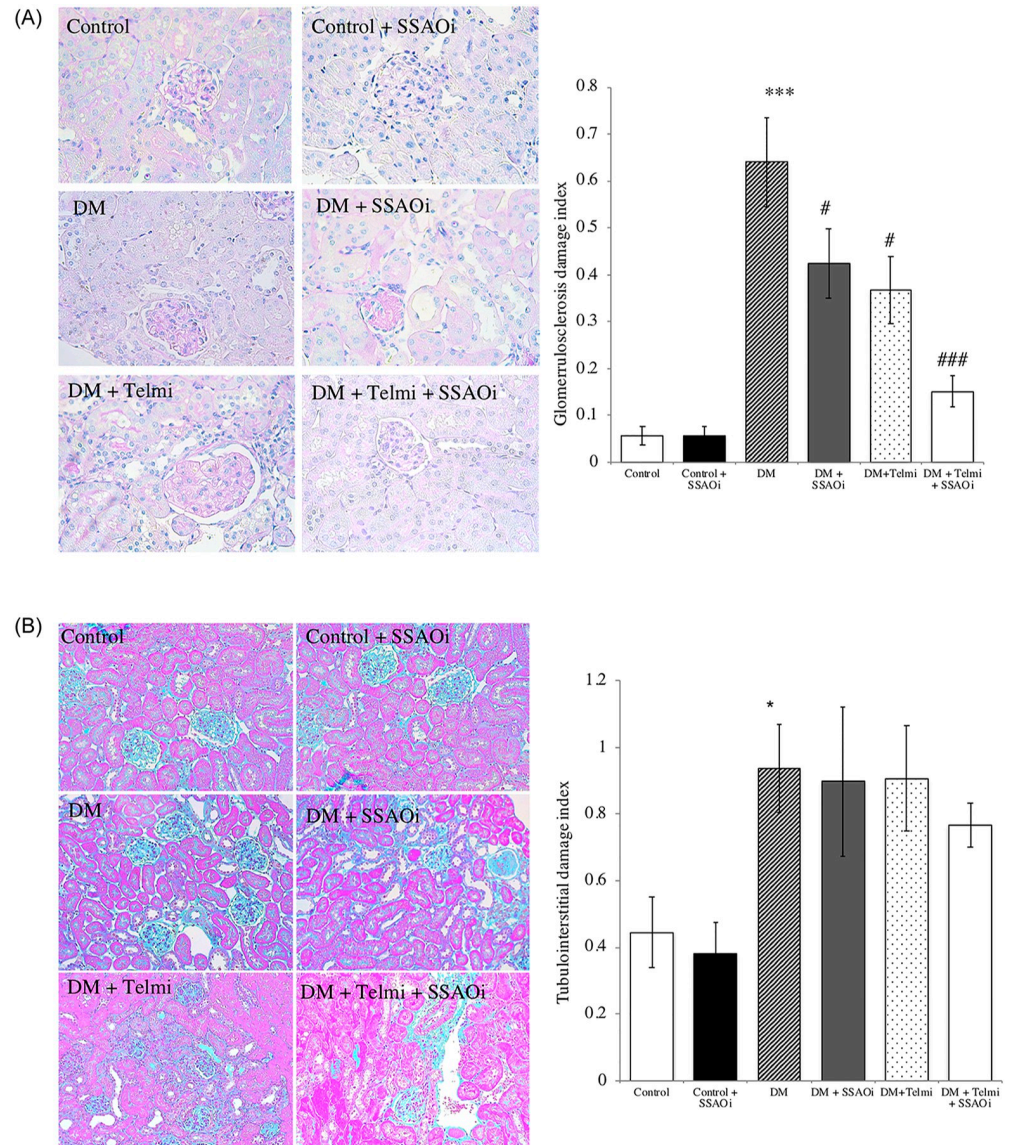 (A)
Control
Control + SSAOi
DM
DM + SSAOi
DM + Telmi
DM + Telmi + SSAOi
Glomerrulosclerosis damage index
0.8
0.7
0.6
0.5
0.4
0.3
0.2
0.1
0
***
#
#
###
Control
Control +
SSAOi
DM
DM +
SSAOi
DM+Telmi
DM + Telmi
+ SSAOi
(B)
Control
Control + SSAOi
DM
DM + SSAOi
DM + Telmi
DM + Telmi + SSAOi
Tubulointerstitial damage index
1.2
1
0.8
0.6
0.4
0.2
0
*
Control
Control +
SSAOi
DM
DM + SSAOi
DM+Telmi
DM + Telmi
+ SSAOi